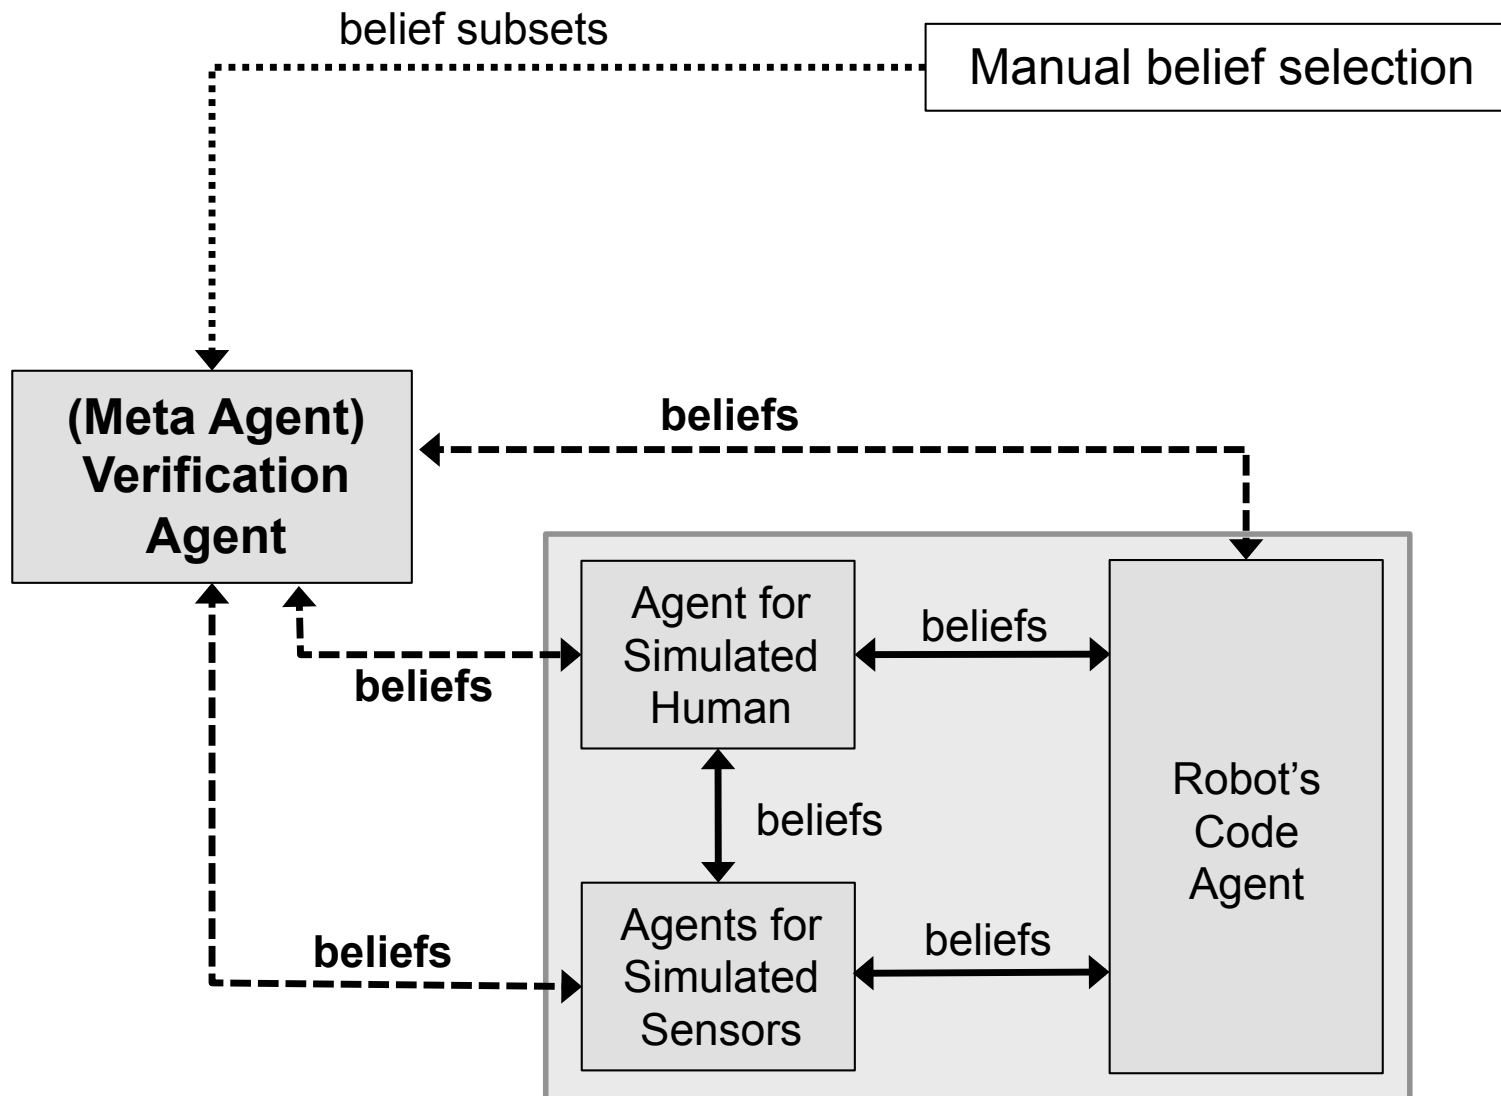 belief subsets
Manual belief selection
(Meta Agent)
Verification
Agent
beliefs
beliefs
Agent for
Simulated
Human
beliefs
beliefs
Robot’s
Code
Agent
beliefs
Agents for
Simulated
Sensors
beliefs